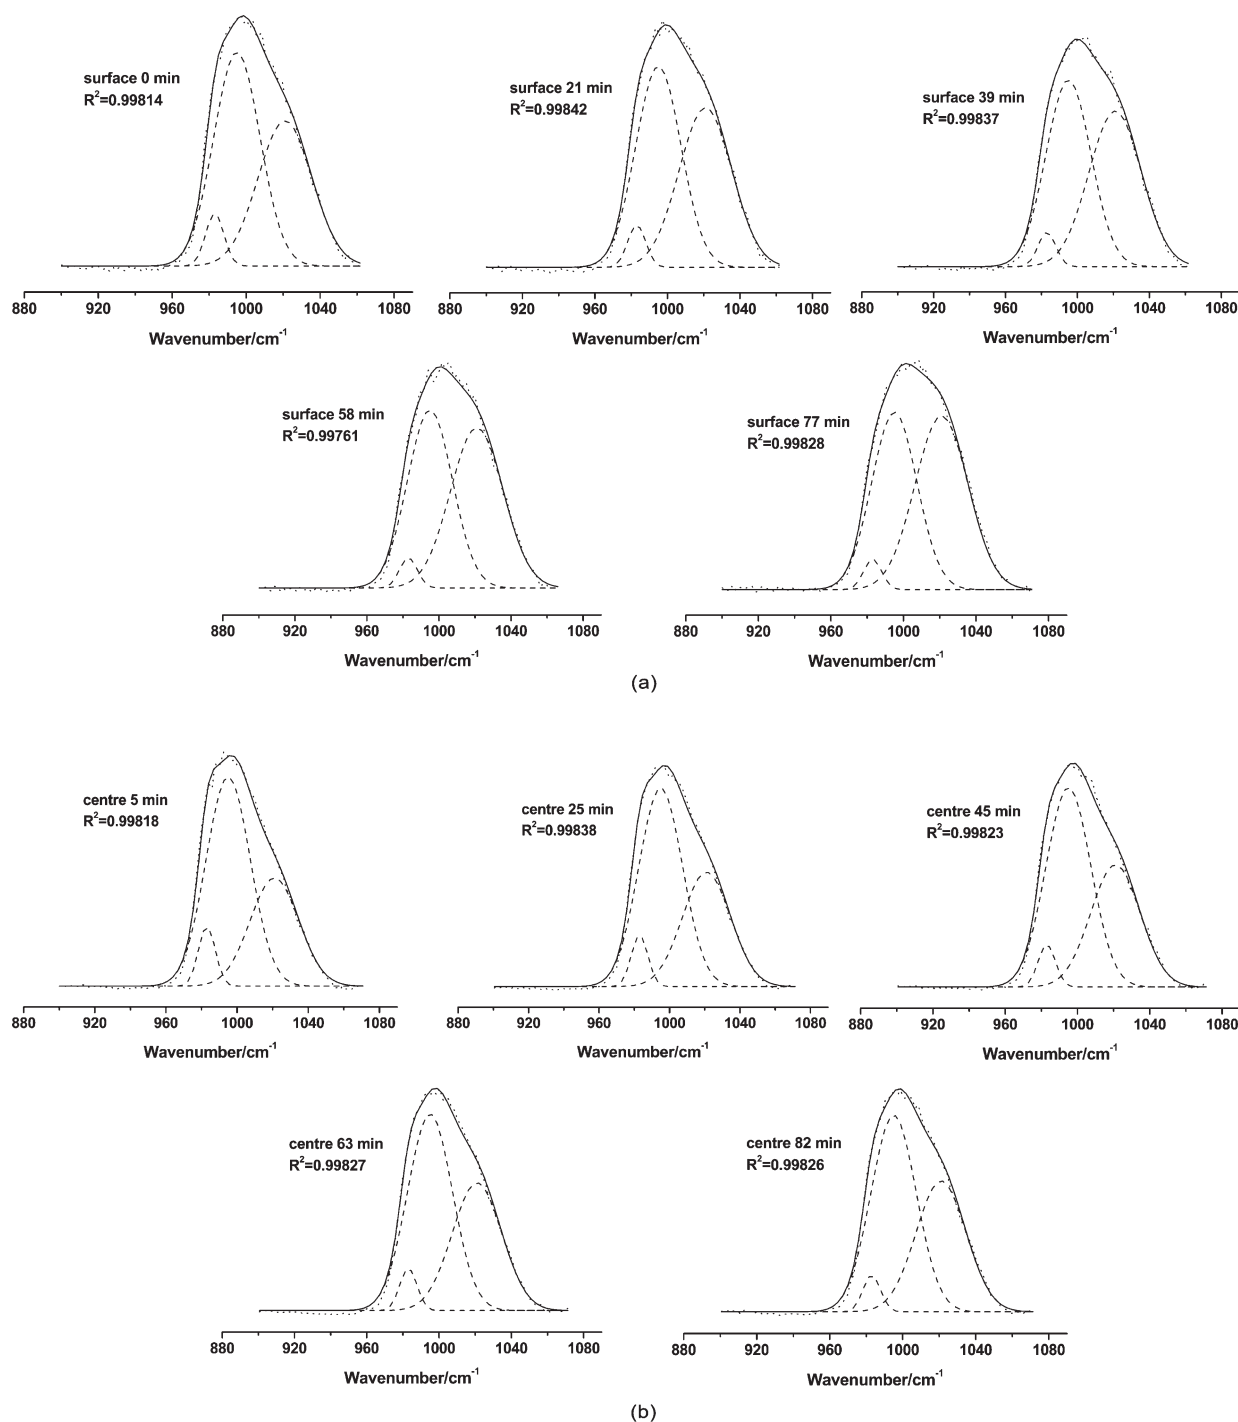 (a)
surface 0 min
R²=0.99814
880 920 960 1000 1040 1080
Wavenumber/cm⁻¹
surface 21 min
R²=0.99842
880 920 960 1000 1040 1080
Wavenumber/cm⁻¹
surface 39 min
R²=0.99837
880 920 960 1000 1040 1080
Wavenumber/cm⁻¹
surface 58 min
R²=0.99761
880 920 960 1000 1040 1080
Wavenumber/cm⁻¹
surface 77 min
R²=0.99828
880 920 960 1000 1040 1080
Wavenumber/cm⁻¹
centre 5 min
R²=0.99818
880 920 960 1000 1040 1080
Wavenumber/cm⁻¹
centre 25 min
R²=0.99838
880 920 960 1000 1040 1080
Wavenumber/cm⁻¹
centre 45 min
R²=0.99823
880 920 960 1000 1040 1080
Wavenumber/cm⁻¹
centre 63 min
R²=0.99827
880 920 960 1000 1040 1080
Wavenumber/cm⁻¹
centre 82 min
R²=0.99826
880 920 960 1000 1040 1080
Wavenumber/cm⁻¹
(b)